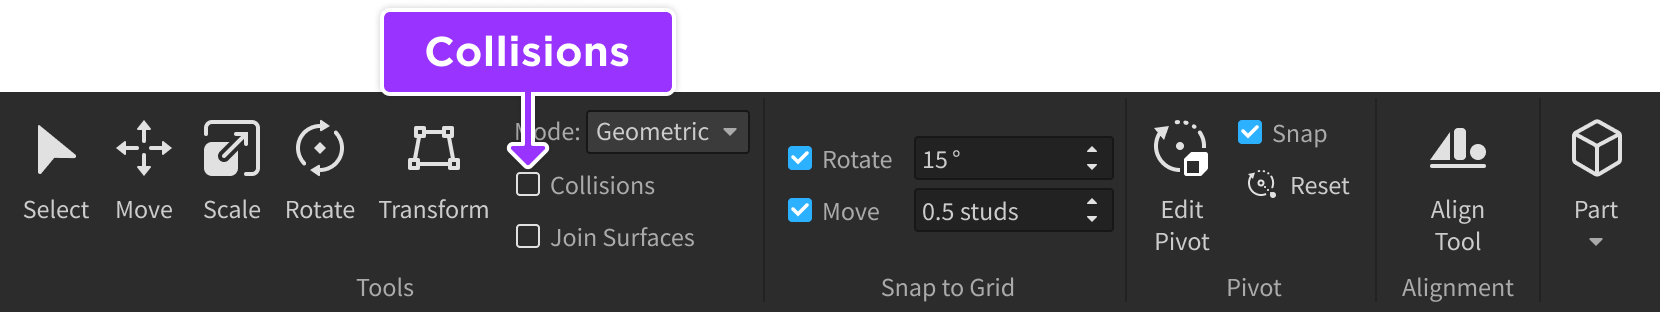 Collisions
Mode: Geometric
Select
Move
Scale
Rotate
Transform
Collisions
Join Surfaces
Tools
Rotate 15°
Move 0.5 studs
Snap to Grid
Edit
Pivot
Snap
Reset
Pivot
Align
Tool
Alignment
Part